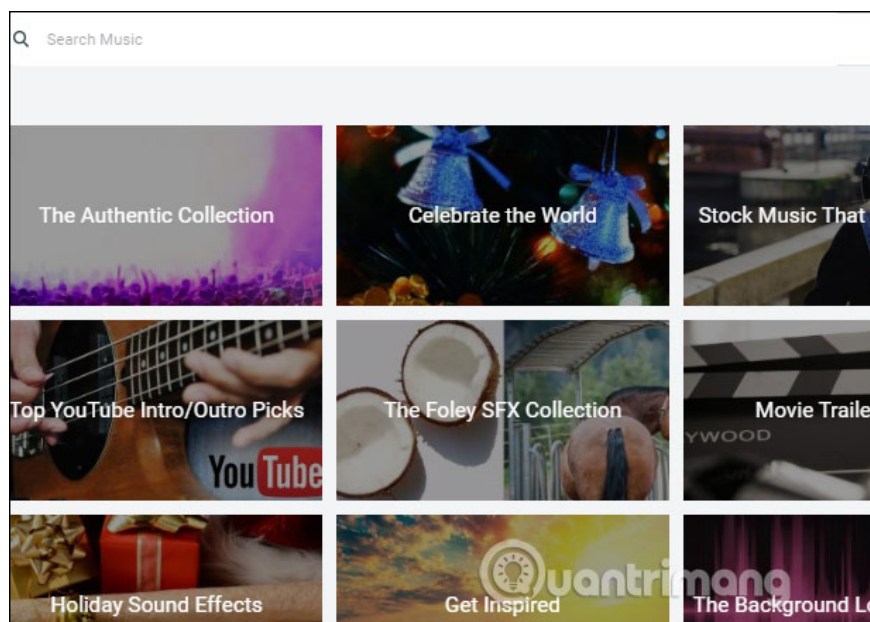 Search Music
The Authentic Collection
Celebrate the World
Stock Music That
Top YouTube Intro/Outro Picks
The Foley SFX Collection
Movie Traile
YWOOD
YouTube
Holiday Sound Effects
Get Inspired
The Background Lo
uantrimang